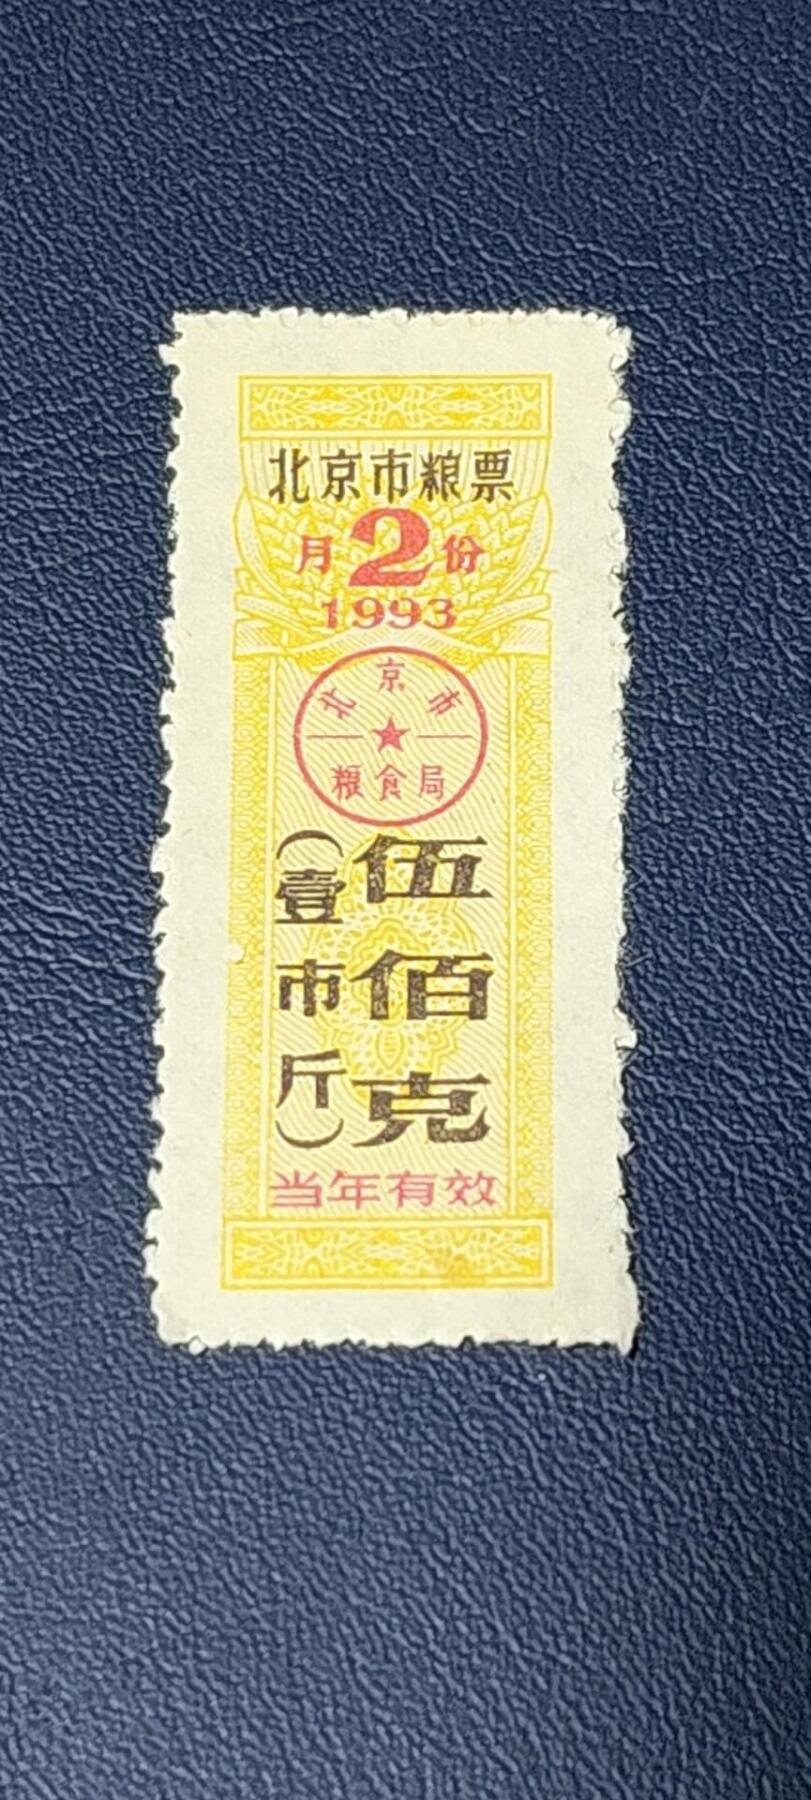 北京市粮票
月2份
1993
北京市
粮食局
伍佰克
（壹市斤）
当年有效